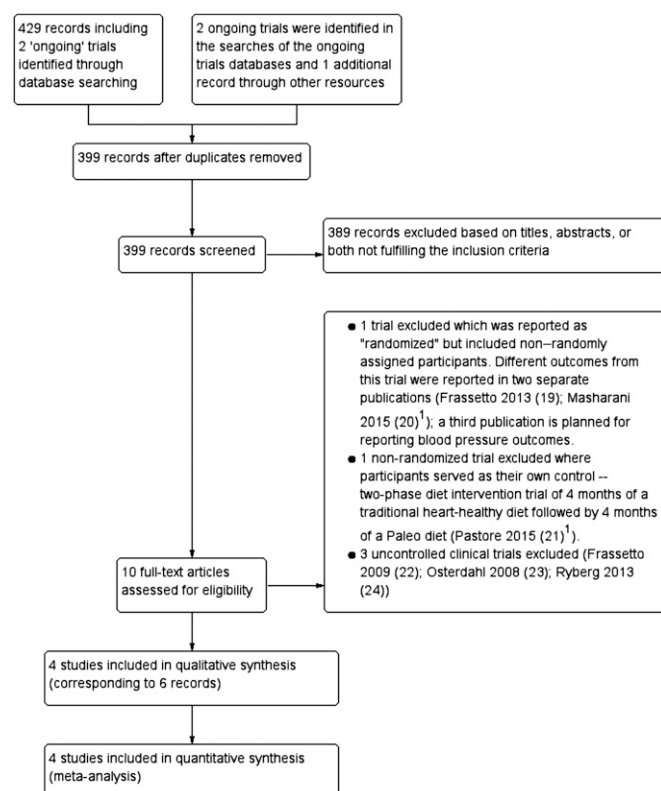 429 records including
2 'ongoing' trials
identified through
database searching
2 ongoing trials were identified in
the searches of the ongoing
trials databases and 1 additional
record through other resources
399 records after duplicates removed
399 records screened
389 records excluded based on titles, abstracts, or
both not fulfilling the inclusion criteria
10 full-text articles
assessed for eligibility
● 1 trial excluded which was reported as
"randomized" but included non–randomly
assigned participants. Different outcomes from
this trial were reported in two separate
publications (Frassetto 2013 (19); Masharani
2015 (20)¹); a third publication is planned for
reporting blood pressure outcomes.
● 1 non-randomized trial excluded where
participants served as their own control --
two-phase diet intervention trial of 4 months of a
traditional heart-healthy diet followed by 4 months
of a Paleo diet (Pastore 2015 (21)¹).
● 3 uncontrolled clinical trials excluded (Frassetto
2009 (22); Osterdahl 2008 (23); Ryberg 2013
(24))
4 studies included in qualitative synthesis
(corresponding to 6 records)
4 studies included in quantitative synthesis
(meta-analysis)